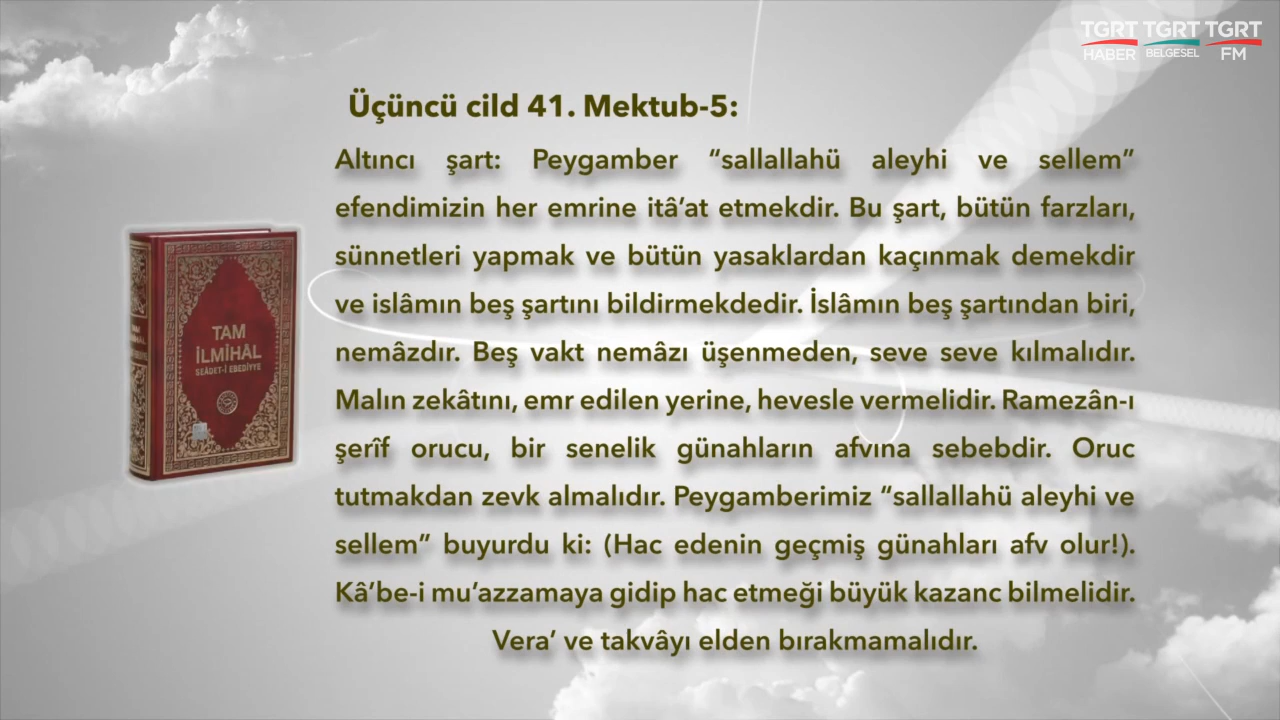 TGRT TGRT TGRT
HABER BELGESEL FM
Üçüncü cild 41. Mektub-5:
Altıncı şart: Peygamber “sallallahü aleyhi ve sellem”
efendimizin her emrine itâ’at etmekdir. Bu şart, bütün farzları,
sünnetleri yapmak ve bütün yasaklardan kaçınmak demekdir
ve islâmın beş şartını bildirmekdedir. İslâmın beş şartından biri,
nemâzdır. Beş vakt nemâzı üşenmeden, seve seve kılmalıdır.
Malın zekâtını, emr edilen yerine, hevesle vermelidir. Ramezân-ı
şerîf orucu, bir senelik günahların afvına sebebdir. Oruc
tutmakdan zevk almalıdır. Peygamberimiz “sallallahü aleyhi ve
sellem” buyurdu ki: (Hac edenin geçmiş günahları afv olur!).
Kâ’be-i mu’azzamaya gidip hac etmeği büyük kazanc bilmelidir.
Vera’ ve takvâyı elden bırakmamalıdır.
TAM
İLMİHÂL
SEÂDET-İ EBEDİYYE